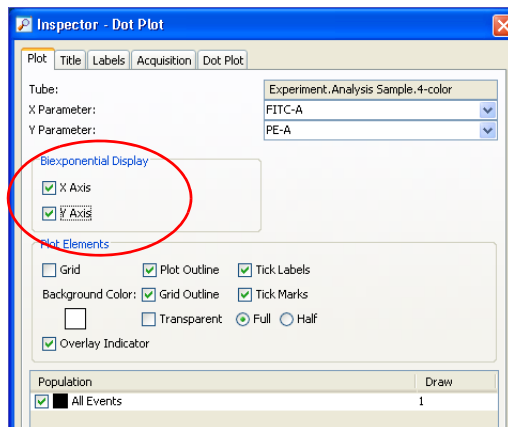 Inspector - Dot Plot
Plot Title Labels Acquisition Dot Plot
Tube: Experiment.Analysis Sample.4-color
X Parameter: FITC-A
Y Parameter: PE-A
Biexponential Display
X Axis
Y Axis
Plot Elements
Grid Plot Outline Tick Labels
Background Color: Grid Outline Tick Marks
Transparent Full Half
Overlay Indicator
Population Draw
All Events 1